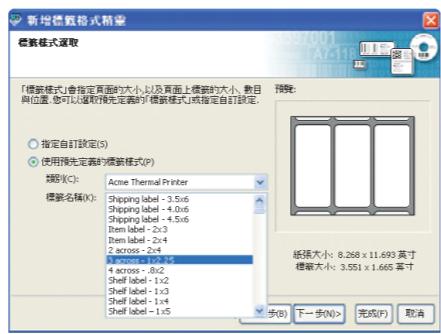 新增標籤格式精靈
標籤樣式選取
「標籤樣式」會指定頁面的大小,以及頁面上標籤的大小、數目
與位置.您可以選取預先定義的「標籤樣式」或指定自訂設定.
預覽:
指定自訂設定(S)
使用預先定義的標籤樣式(P)
類別(C):
Acme Thermal Printer
標籤名稱(K):
Shipping label - 3.5x6
Shipping label - 4.0x6
Shipping label - 4.5x6
Item label - 2x3
Item label - 2x4
2 across - 2x4
3 across - 1x2.25
4 across - .8x2
Shelf label - 1x2
Shelf label - 1x3
Shelf label - 1x4
Shelf label – 1x5
紙張大小: 8.268 x 11.693 英寸
標籤大小: 3.551 x 1.665 英寸
步(B)
下一步(N)>
完成(F)
取消